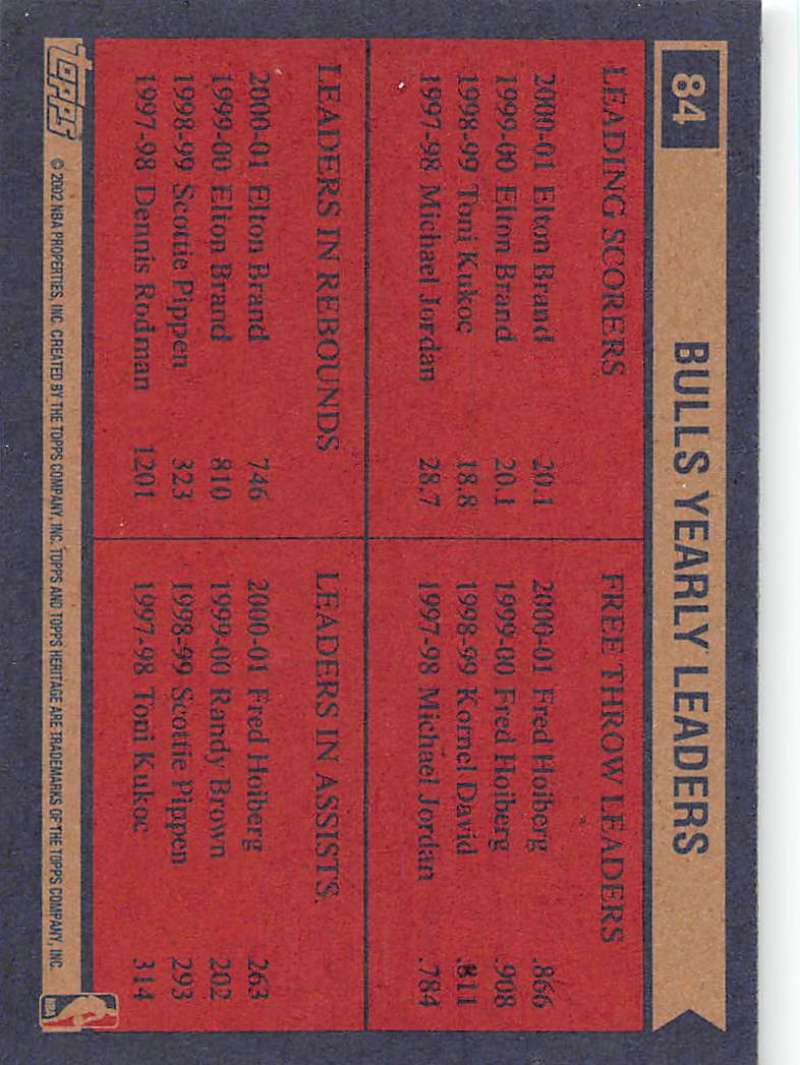 84
BULLS YEARLY LEADERS
LEADING SCORERS
2000-01 Elton Brand 20.1
1999-00 Elton Brand 20.1
1998-99 Toni Kukoc 18.8
1997-98 Michael Jordan 28.7
FREE THROW LEADERS
2000-01 Fred Hoiberg .866
1999-00 Fred Hoiberg .908
1998-99 Kornel David .811
1997-98 Michael Jordan .784
LEADERS IN REBOUNDS
2000-01 Elton Brand 746
1999-00 Elton Brand 810
1998-99 Scottie Pippen 323
1997-98 Dennis Rodman 1201
LEADERS IN ASSISTS
2000-01 Fred Hoiberg 263
1999-00 Randy Brown 202
1998-99 Scottie Pippen 293
1997-98 Toni Kukoc 314
TOPPS
© 2002 NBA PROPERTIES, INC. CREATED BY THE TOPPS COMPANY, INC. TOPPS AND TOPPS HERITAGE ARE TRADEMARKS OF THE TOPPS COMPANY, INC.
NBA